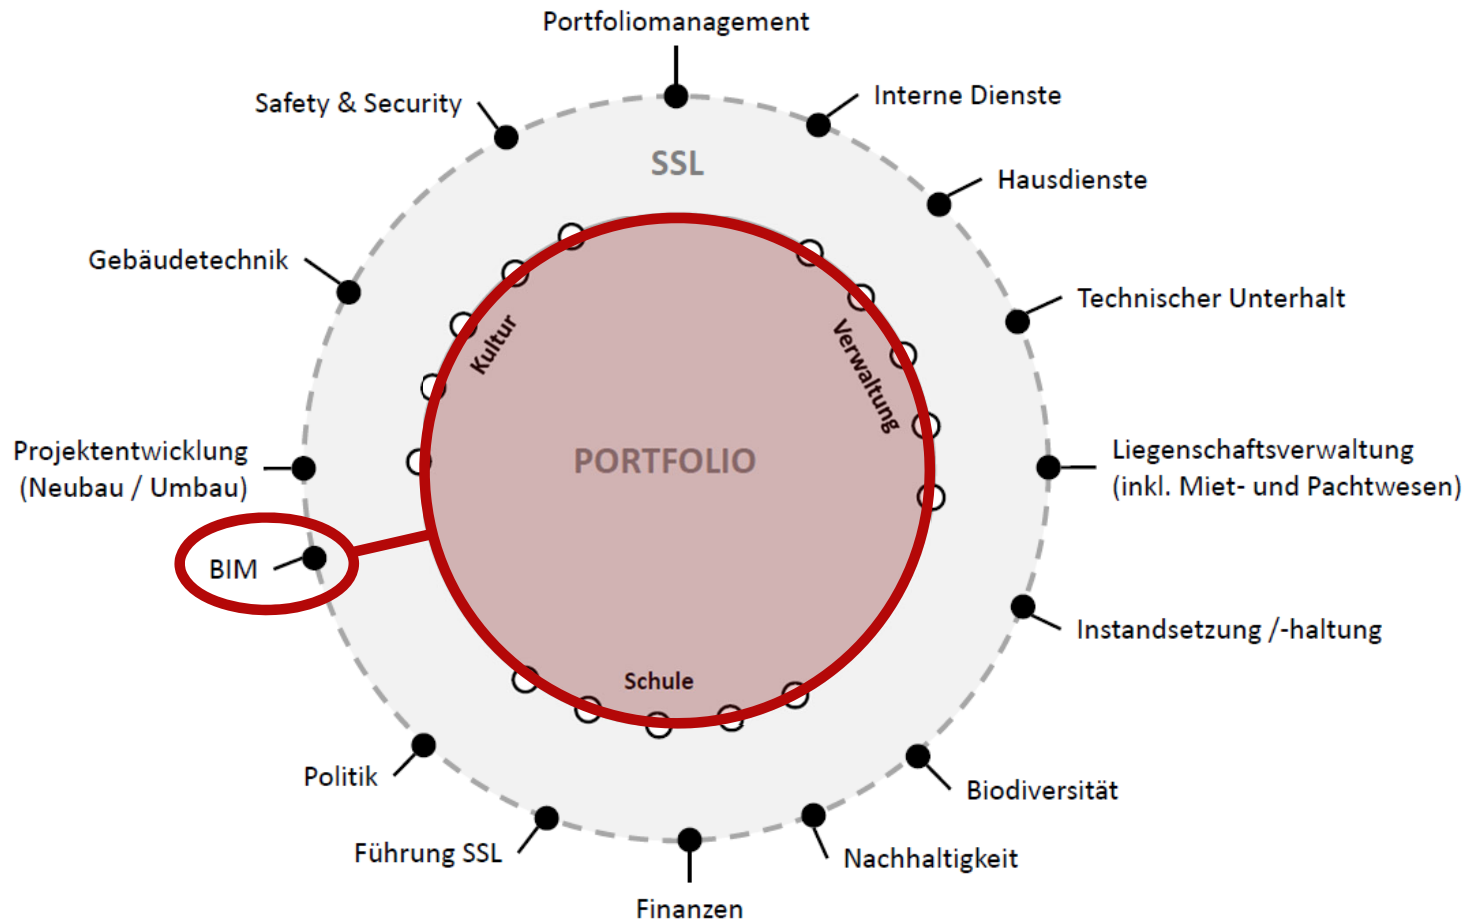 Portfoliomanagement
Safety & Security
Interne Dienste
SSL
Hausdienste
Gebäudetechnik
Technischer Unterhalt
Kultur
Verwaltung
Projektentwicklung
(Neubau / Umbau)
PORTFOLIO
Liegenschaftsverwaltung
(inkl. Miet- und Pachtwesen)
BIM
Instandsetzung /-haltung
Schule
Politik
Biodiversität
Führung SSL
Nachhaltigkeit
Finanzen